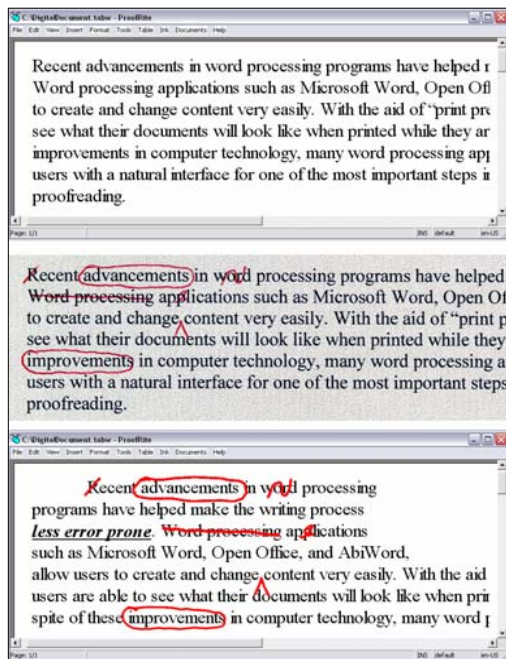 C:\DigitalDocument.tabw - ProofRite
File Edit View Insert Format Tools Table Ink Documents Help
Recent advancements in word processing programs have helped
Word processing applications such as Microsoft Word, Open Of
to create and change content very easily. With the aid of “print pre
see what their documents will look like when printed while they ar
improvements in computer technology, many word processing app
users with a natural interface for one of the most important steps i
proofreading.
Page: 1/1 INS default en-US
Recent advancements in word processing programs have helped
Word processing applications such as Microsoft Word, Open Of
to create and change content very easily. With the aid of “print p
see what their documents will look like when printed while they
improvements in computer technology, many word processing a
users with a natural interface for one of the most important steps
proofreading.
C:\DigitalDocument.tabw - ProofRite
File Edit View Insert Format Tools Table Ink Documents Help
Recent advancements in word processing
programs have helped make the writing process
less error prone. Word processing applications
such as Microsoft Word, Open Office, and AbiWord,
allow users to create and change content very easily. With the aid
users are able to see what their documents will look like when prin
spite of these improvements in computer technology, many word p
Page: 1/1 INS default en-US